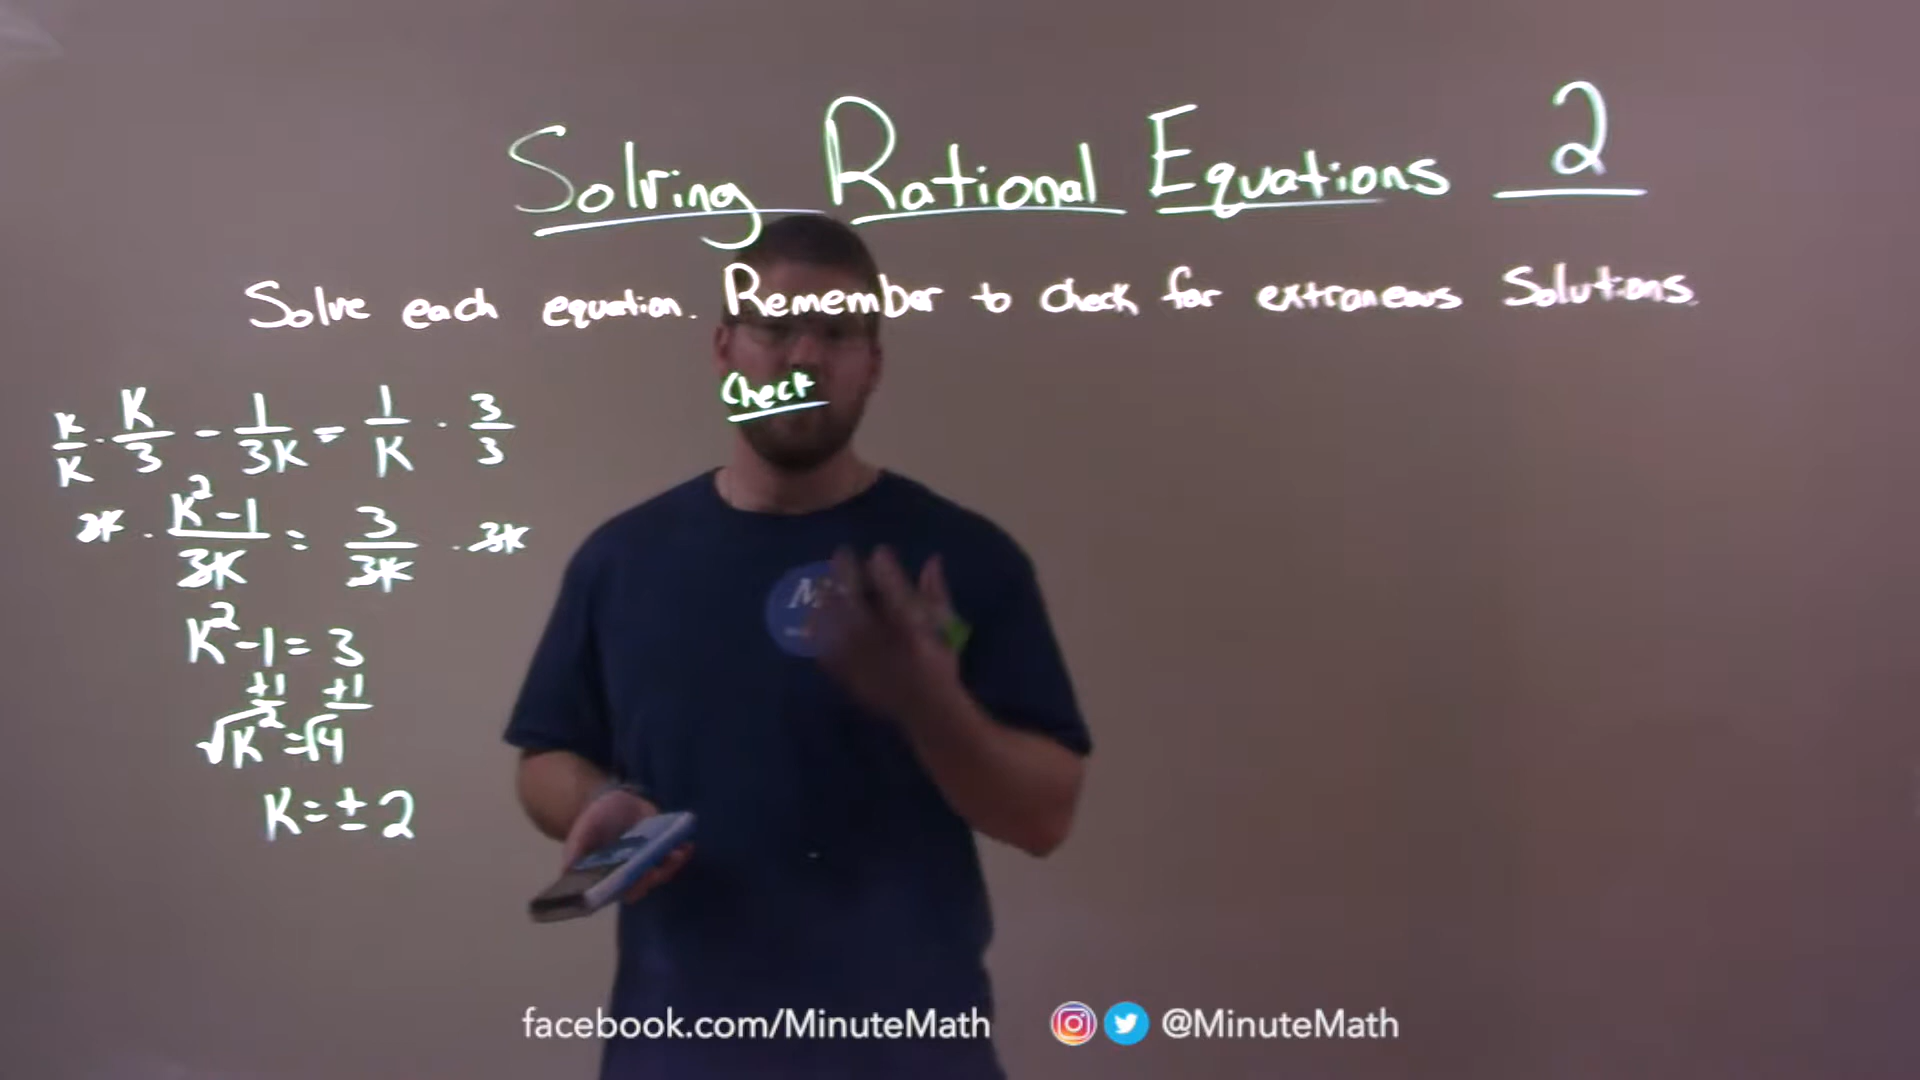 Solving Rational Equations 2
Solve each equation. Remember to check for extraneous Solutions.
Check
K/K · K/3 - 1/3K = 1/K · 3/3
3K · K²-1/3K = 3/3K · 3K
K²-1=3
+1 +1
√K²=√4
K=±2
M
facebook.com/MinuteMath @MinuteMath